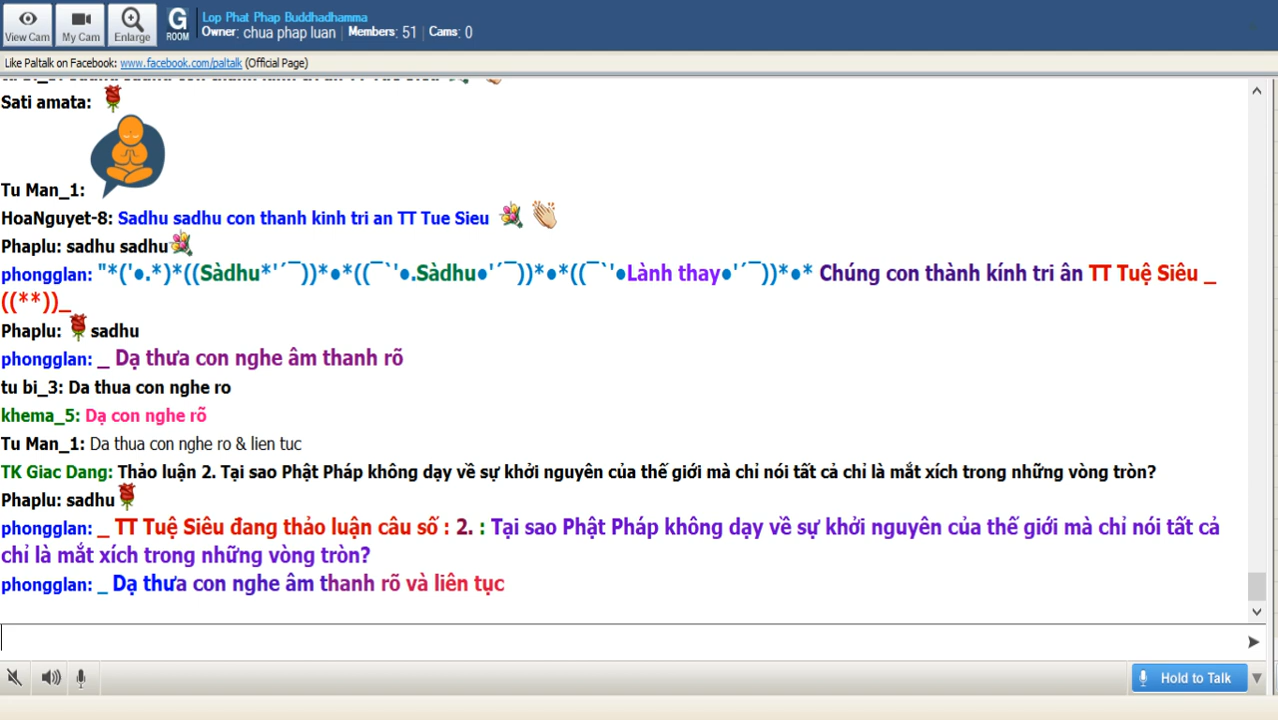 View Cam
My Cam
Enlarge
G
ROOM
Lop Phat Phap Buddhadhamma
Owner: chua phap luan | Members: 51 | Cams: 0
Like Paltalk on Facebook: www.facebook.com/paltalk (Official Page)
Sati amata:
Tu Man_1:
HoaNguyet-8: Sadhu sadhu con thanh kinh tri an TT Tue Sieu
Phaplu: sadhu sadhu
phongglan: "*('●.*)*((Sàdhu*'´¯))*●*((¯`'●.Sàdhu●'´¯))*●*((¯`'●Lành thay●'´¯))*●* Chúng con thành kính tri ân TT Tuệ Siêu _
((**))_
Phaplu: sadhu
phongglan: _ Dạ thưa con nghe âm thanh rõ
tu bi_3: Da thua con nghe ro
khema_5: Dạ con nghe rõ
Tu Man_1: Da thua con nghe ro & lien tuc
TK Giac Dang: Thảo luận 2. Tại sao Phật Pháp không dạy về sự khởi nguyên của thế giới mà chỉ nói tất cả chỉ là mắt xích trong những vòng tròn?
Phaplu: sadhu
phongglan: _ TT Tuệ Siêu đang thảo luận câu số : 2. : Tại sao Phật Pháp không dạy về sự khởi nguyên của thế giới mà chỉ nói tất cả
chỉ là mắt xích trong những vòng tròn?
phongglan: _ Dạ thưa con nghe âm thanh rõ và liên tục
Hold to Talk